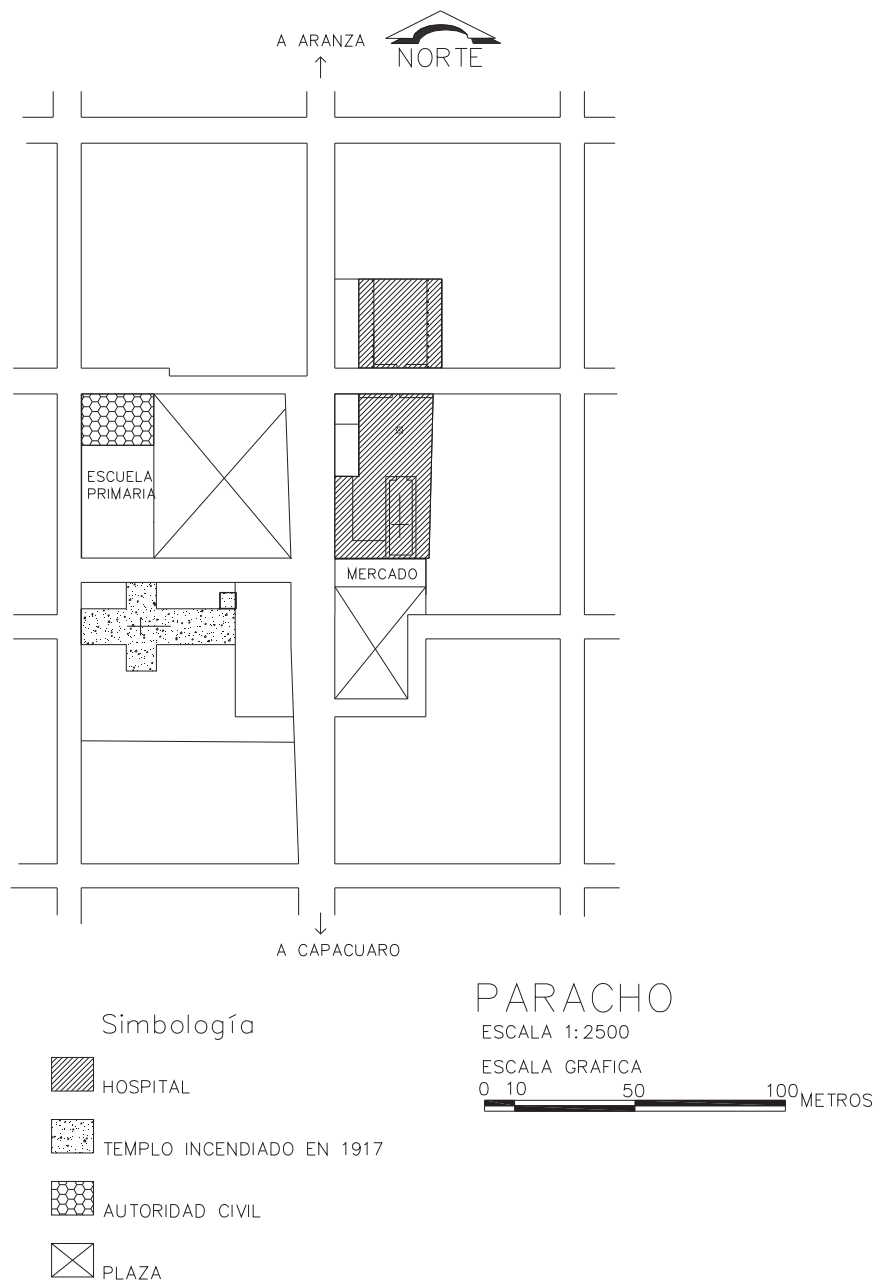 A ARANZA
NORTE
ESCUELA
PRIMARIA
MERCADO
A CAPACUARO
PARACHO
ESCALA 1:2500
ESCALA GRAFICA
0 10 50 100 METROS
Simbología
HOSPITAL
TEMPLO INCENDIADO EN 1917
AUTORIDAD CIVIL
PLAZA